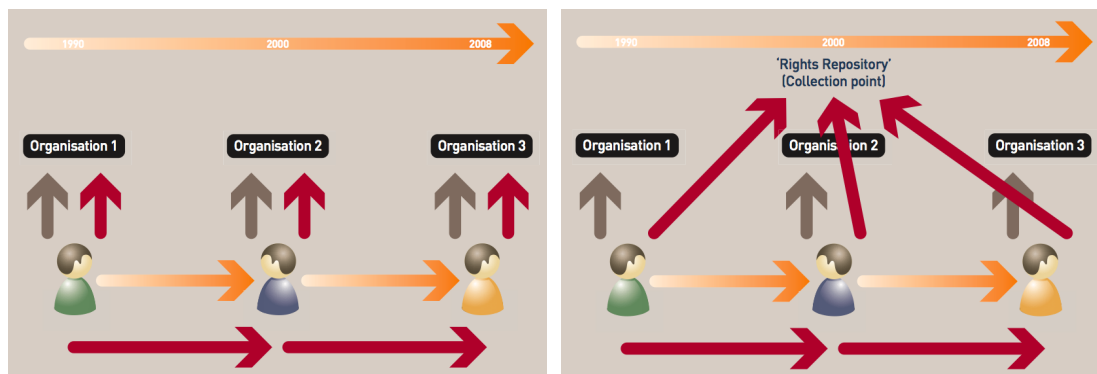 1990 2000 2008
Organisation 1 Organisation 2 Organisation 3
1990 2000 2008
'Rights Repository'
(Collection point)
Organisation 1 Organisation 2 Organisation 3